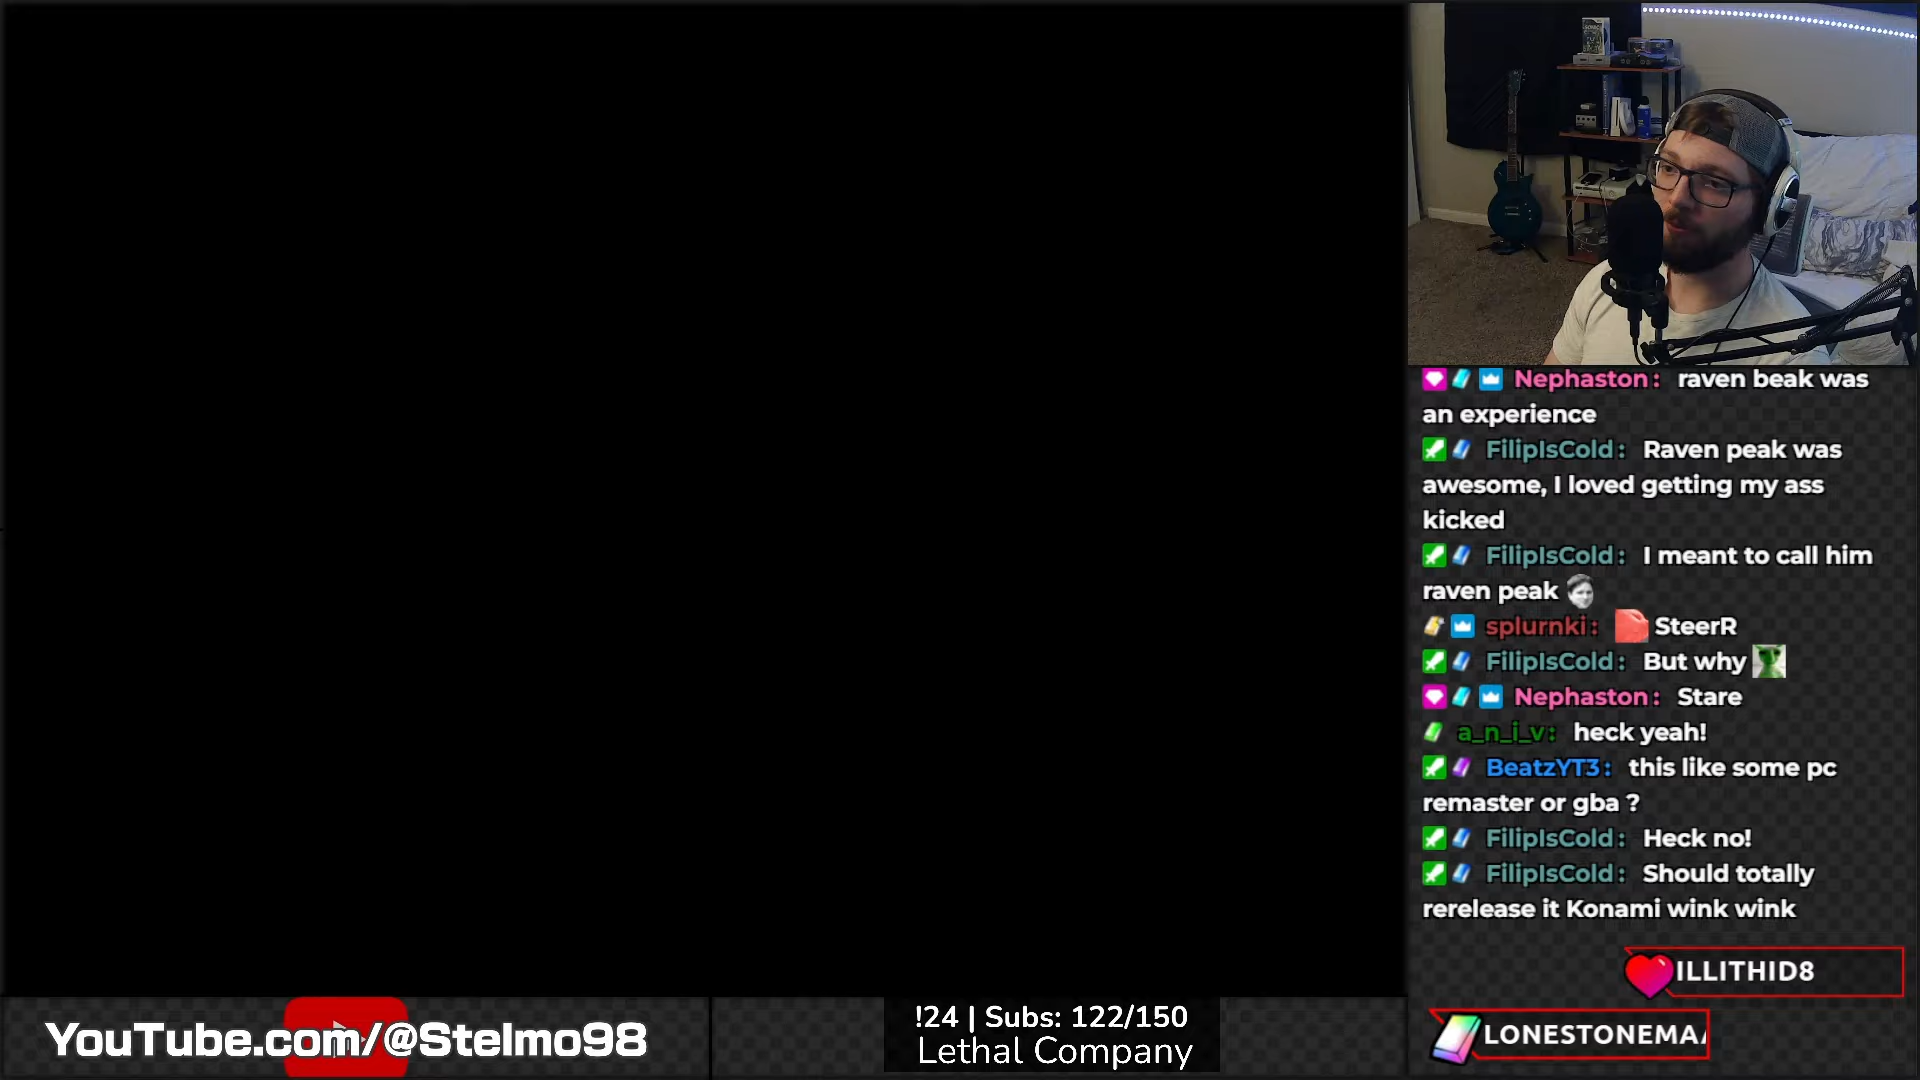 Nephaston: raven beak was
an experience
FilipIsCold: Raven peak was
awesome, I loved getting my ass
kicked
FilipIsCold: I meant to call him
raven peak
splurnki: SteerR
FilipIsCold: But why
Nephaston: Stare
a_n_i_v: heck yeah!
BeatzYT3: this like some pc
remaster or gba ?
FilipIsCold: Heck no!
FilipIsCold: Should totally
rerelease it Konami wink wink
ILLITHID8
LONESTONEMA
YouTube.com/@Stelmo98
!24 | Subs: 122/150
Lethal Company